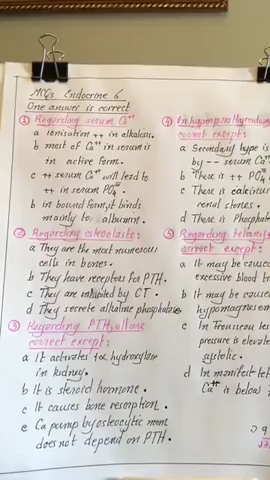 MCQs Endocrine 6
One answer is correct
① Regarding serum Ca⁺⁺
a Ionisation ++ in alkalosis.
b most of Ca⁺⁺ in serum is
in active form.
c ++ serum Ca⁺⁺ will lead to
++ in serum PO₄.
b in bound form, it binds
mainly to albumin.
② Regarding osteoclasts:
a They are the most numerous
cells in bones.
b They have receptors for PTH.
c They are inhibited by CT.
d They secrete alkaline phosphatase
③ Regarding PTH, all are
correct except:
a It activates 1α hydroxylase
in kidney.
b It is steroid hormone.
c It causes bone resorption.
e Ca pump by osteocytic mem
does not depend on PTH.
④ In hyperparathyroidism
correct except:
a Secondary type is
by -- serum Ca
b There is ++ PO₄
c There is calcinu
renal stones.
d There is Phosphat
⑤ Regarding tetany
correct except:
a It may be caused
excessive blood t
b It may be cause
hypomagnesem
c In Trousseau tes
pressure is elevate
systolic.
d In manifest tet
Ca⁺⁺ is below